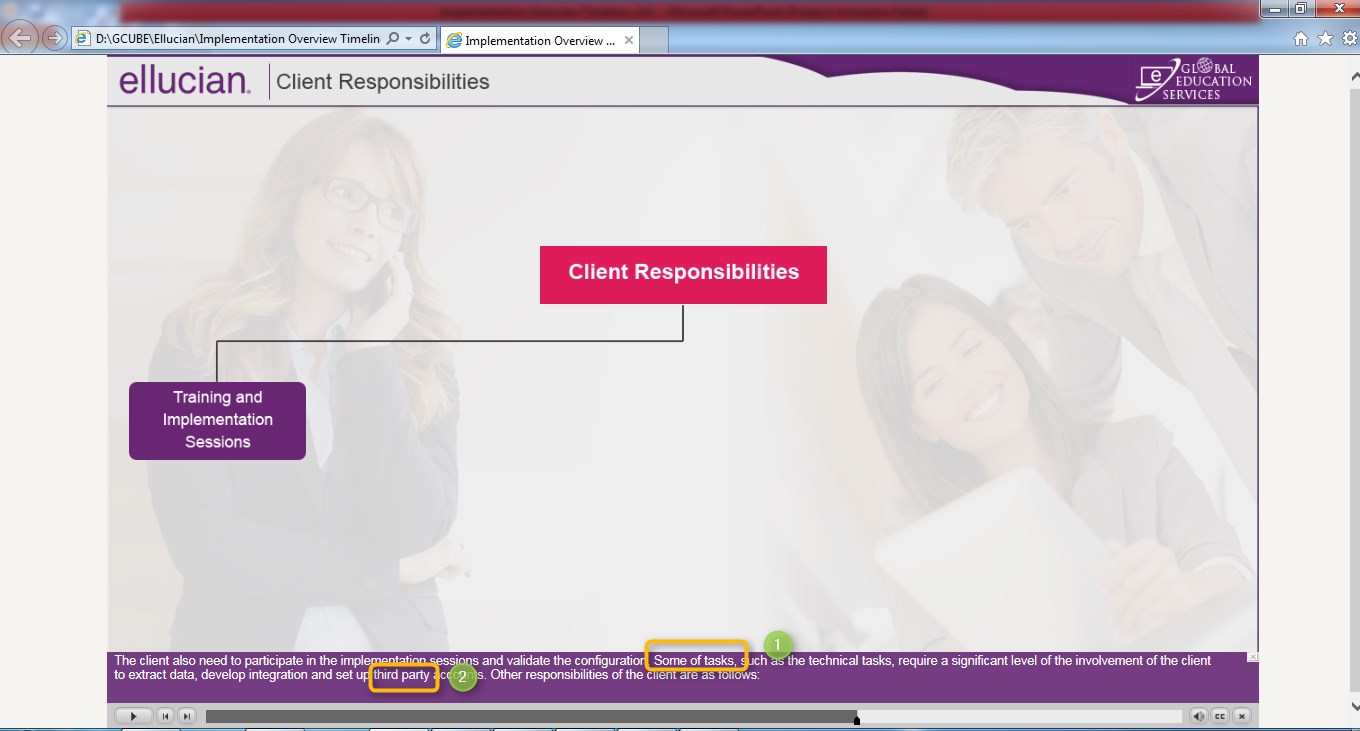 D:\GCUBE\Ellucian\Implementation Overview Timelin
Implementation Overview ...
ellucian.
Client Responsibilities
e GLOBAL
EDUCATION
SERVICES
Client Responsibilities
Training and
Implementation
Sessions
1
The client also need to participate in the implementation sessions and validate the configuration Some of tasks, such as the technical tasks, require a significant level of the involvement of the client
to extract data, develop integration and set up third party accounts. Other responsibilities of the client are as follows:
2
CC